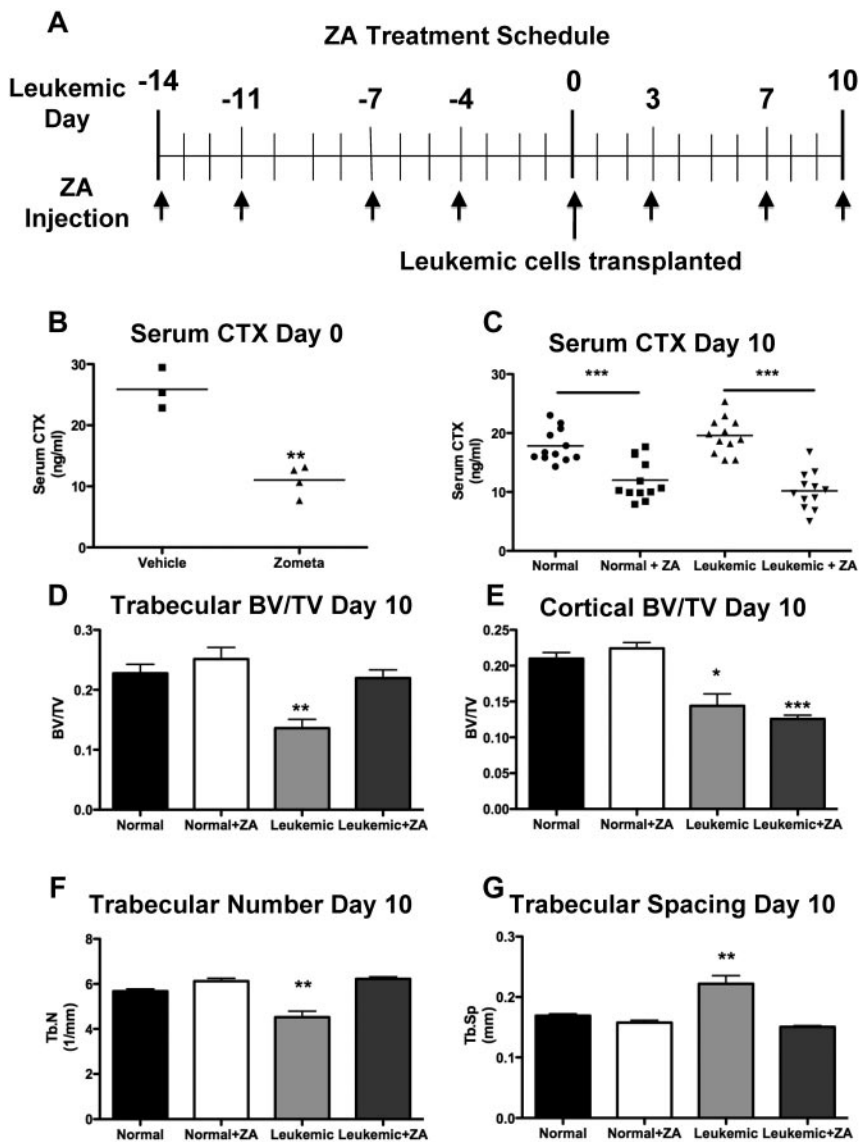 A
ZA Treatment Schedule
Leukemic Day
-14 -11 -7 -4 0 3 7 10
ZA Injection
Leukemic cells transplanted
B
Serum CTX Day 0
Serum CTX (ng/ml)
30
20
10
0
**
Vehicle Zometa
C
Serum CTX Day 10
Serum CTX (ng/ml)
30
20
10
0
*** ***
Normal Normal + ZA Leukemic Leukemic + ZA
D
Trabecular BV/TV Day 10
BV/TV
0.3
0.2
0.1
0.0
**
Normal Normal+ZA Leukemic Leukemic+ZA
E
Cortical BV/TV Day 10
BV/TV
0.25
0.20
0.15
0.10
0.05
0.00
* ***
Normal Normal+ZA Leukemic Leukemic+ZA
F
Trabecular Number Day 10
Tb.N (1/mm)
8
6
4
2
0
**
Normal Normal+ZA Leukemic Leukemic+ZA
G
Trabecular Spacing Day 10
Tb.Sp (mm)
0.3
0.2
0.1
0.0
**
Normal Normal+ZA Leukemic Leukemic+ZA